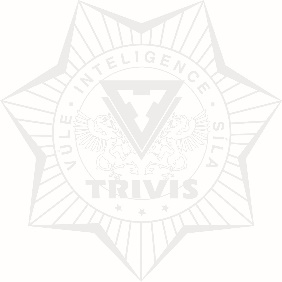 VŮLE · INTELIGENCE · SÍLA
TRIVIS